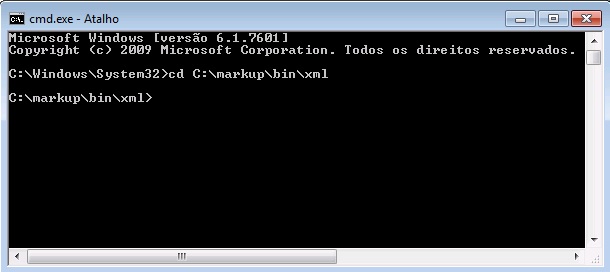 cmd.exe - Atalho
Microsoft Windows [versão 6.1.7601]
Copyright (c) 2009 Microsoft Corporation. Todos os direitos reservados.
C:\Windows\System32>cd C:\markup\bin\xml
C:\markup\bin\xml>